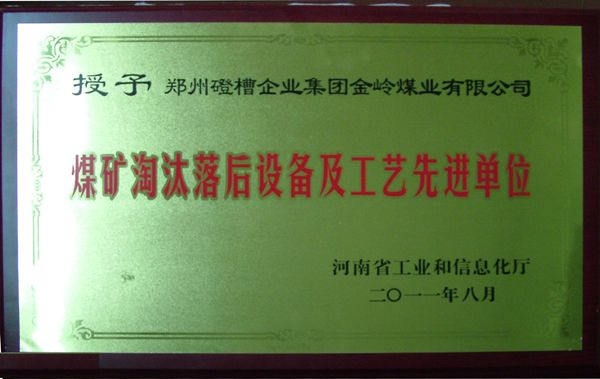 授予 郑州磴槽企业集团金岭煤业有限公司
煤矿淘汰落后设备及工艺先进单位
河南省工业和信息化厅
二〇一一年八月